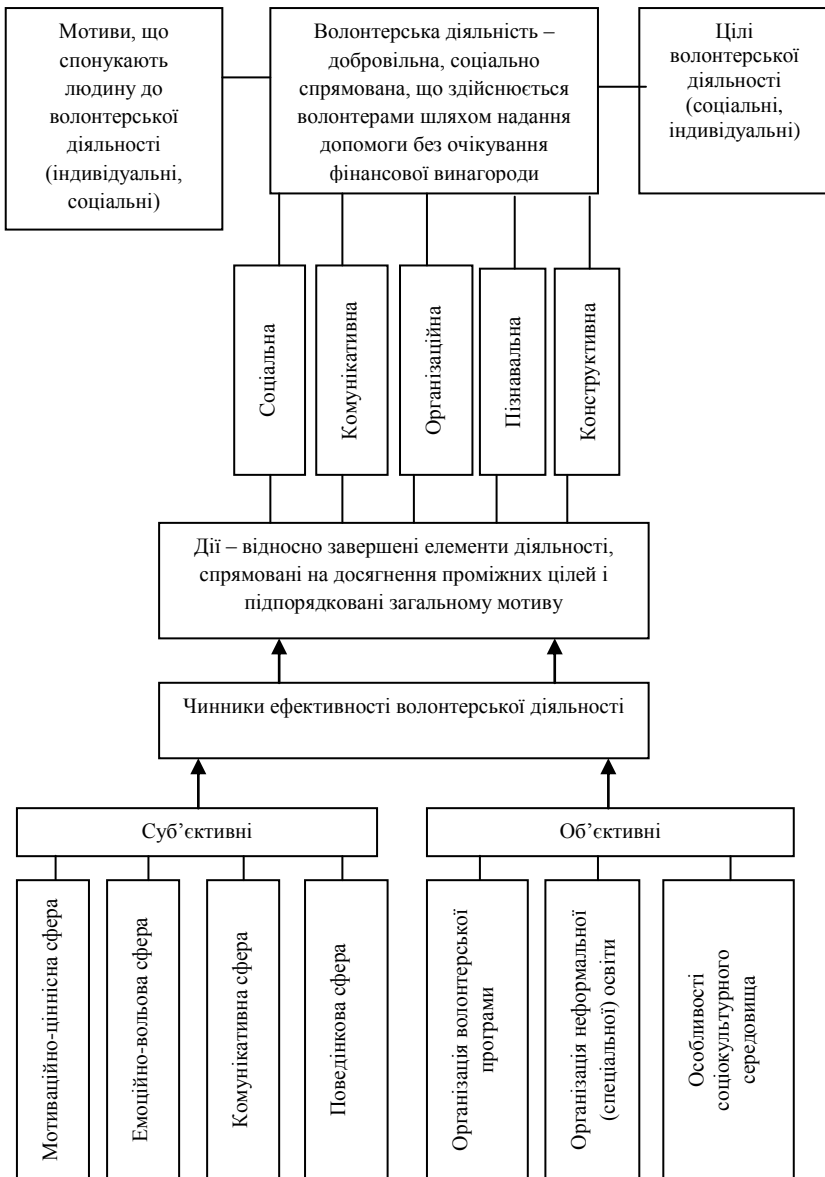 Мотиви, що
спонукають
людину до
волонтерської
діяльності
(індивідуальні,
соціальні)
Волонтерська діяльність –
добровільна, соціально
спрямована, що здійснюється
волонтерами шляхом надання
допомоги без очікування
фінансової винагороди
Цілі
волонтерської
діяльності
(соціальні,
індивідуальні)
Соціальна
Комунікативна
Організаційна
Пізнавальна
Конструктивна
Дії – відносно завершені елементи діяльності,
спрямовані на досягнення проміжних цілей і
підпорядковані загальному мотиву
Чинники ефективності волонтерської діяльності
Суб’єктивні
Об’єктивні
Мотиваційно-ціннісна сфера
Емоційно-вольова сфера
Комунікативна сфера
Поведінкова сфера
Організація волонтерської
програми
Організація неформальної
(спеціальної) освіти
Особливості
соціокультурного
середовища